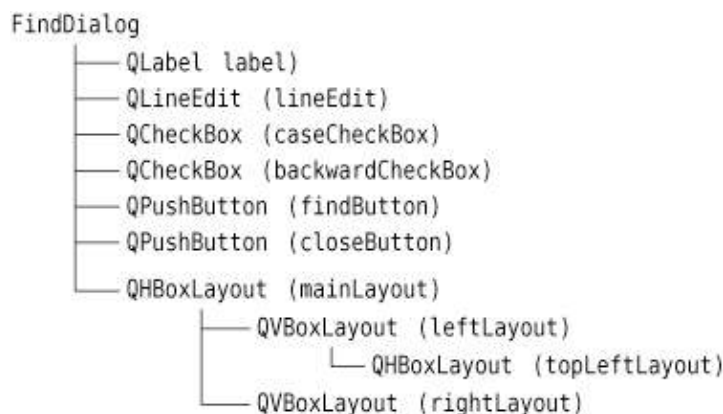 FindDialog
QLabel label)
QLineEdit (lineEdit)
QCheckBox (caseCheckBox)
QCheckBox (backwardCheckBox)
QPushButton (findButton)
QPushButton (closeButton)
QHBoxLayout (mainLayout)
QVBoxLayout (leftLayout)
QHBoxLayout (topLeftLayout)
QVBoxLayout (rightLayout)